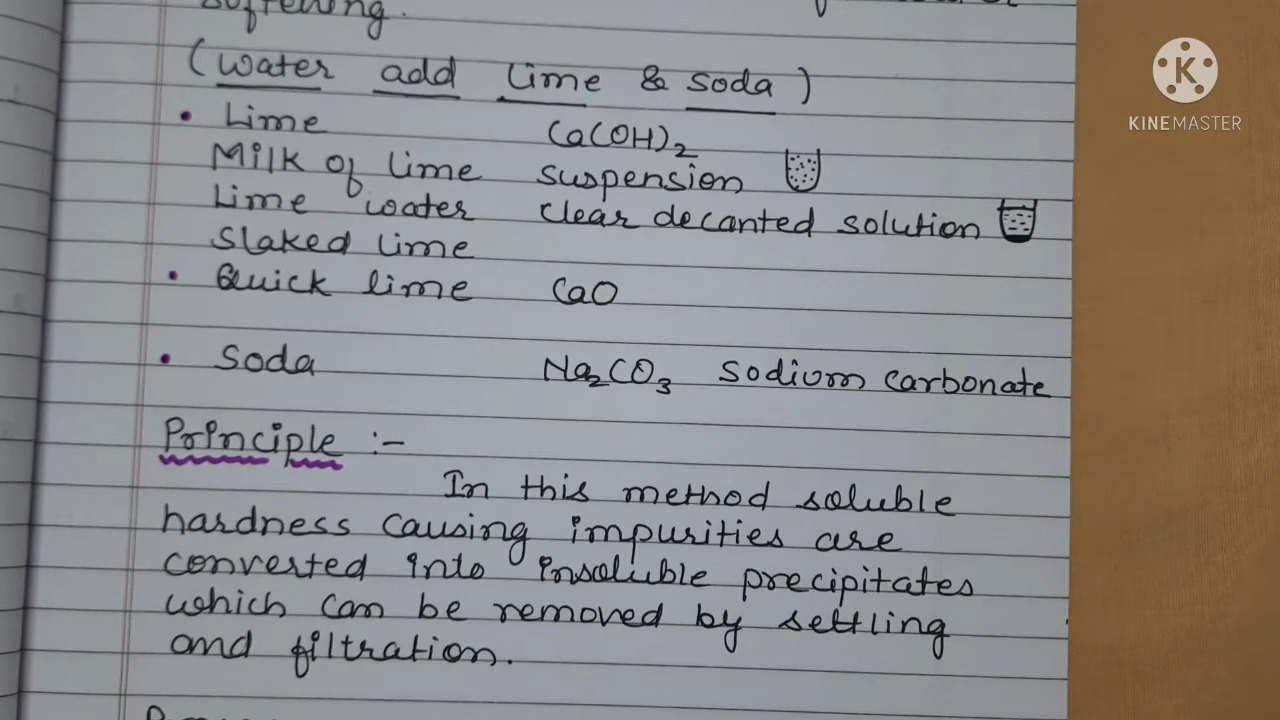 softening.
(Water add lime & soda)
• Lime Ca(OH)₂
Milk of lime suspension
Lime water clear decanted solution
Slaked lime
• Quick lime CaO
• Soda Na₂CO₃ Sodium carbonate
Principle :-
In this method soluble
hardness causing impurities are
converted into insoluble precipitates
which can be removed by settling
and filtration.
K
KINEMASTER